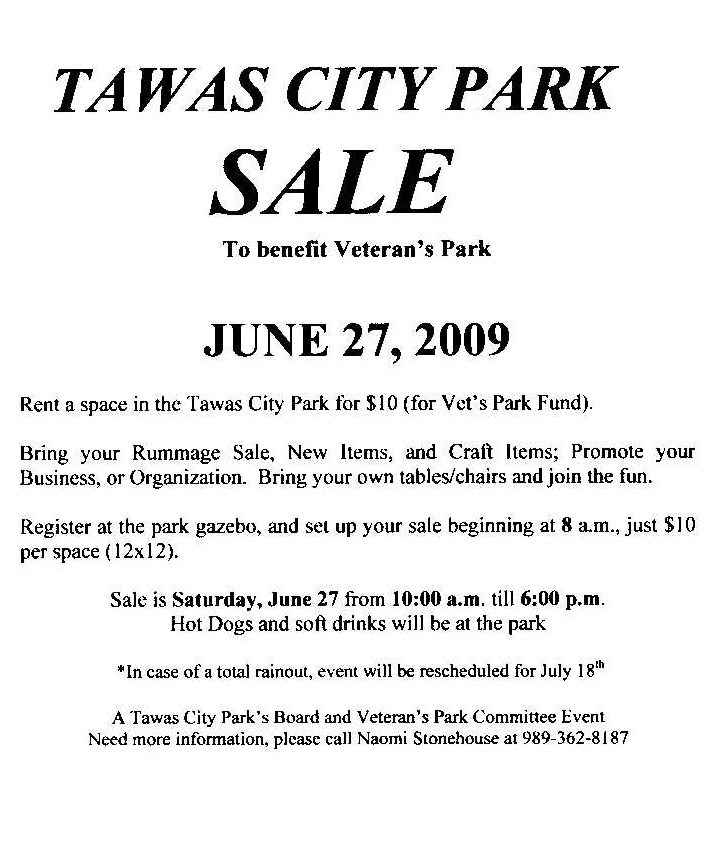 TAWAS CITY PARK
SALE
To benefit Veteran's Park
JUNE 27, 2009
Rent a space in the Tawas City Park for $10 (for Vet's Park Fund).
Bring your Rummage Sale, New Items, and Craft Items; Promote your
Business, or Organization. Bring your own tables/chairs and join the fun.
Register at the park gazebo, and set up your sale beginning at 8 a.m., just $10
per space (12x12).
Sale is Saturday, June 27 from 10:00 a.m. till 6:00 p.m.
Hot Dogs and soft drinks will be at the park
*In case of a total rainout, event will be rescheduled for July 18th
A Tawas City Park's Board and Veteran's Park Committee Event
Need more information, please call Naomi Stonehouse at 989-362-8187